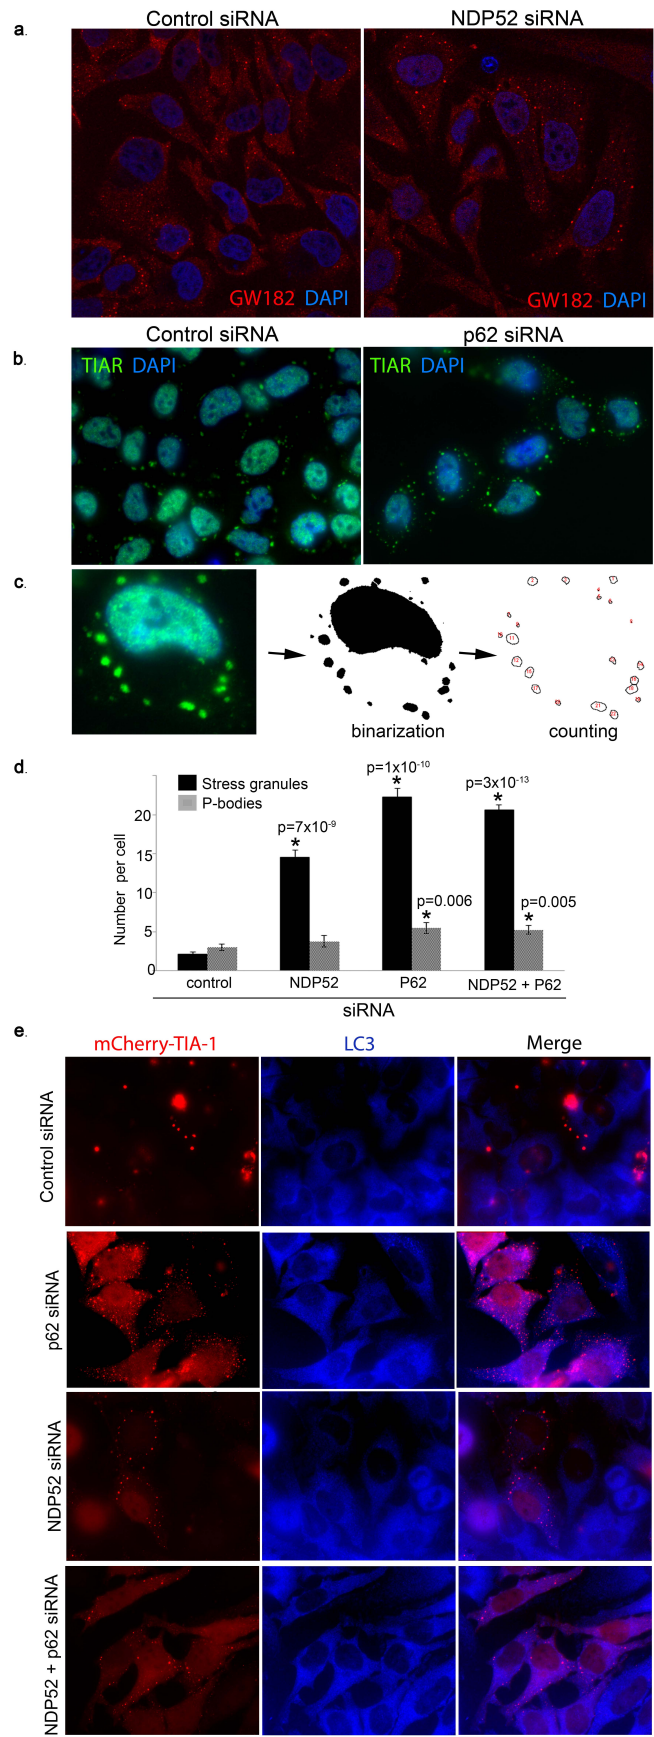 a.
Control siRNA NDP52 siRNA
GW182 DAPI GW182 DAPI
Control siRNA p62 siRNA
b.
TIAR DAPI TIAR DAPI
c.
binarization counting
d.
Stress granules
P-bodies
p=7x10-9
p=1x10-10
p=3x10-13
* * *
p=0.006 p=0.005
* *
Number per cell
20
15
10
5
0
control NDP52 P62 NDP52 + P62
siRNA
e.
mCherry-TIA-1 LC3 Merge
Control siRNA
p62 siRNA
NDP52 siRNA
NDP52 + p62 siRNA